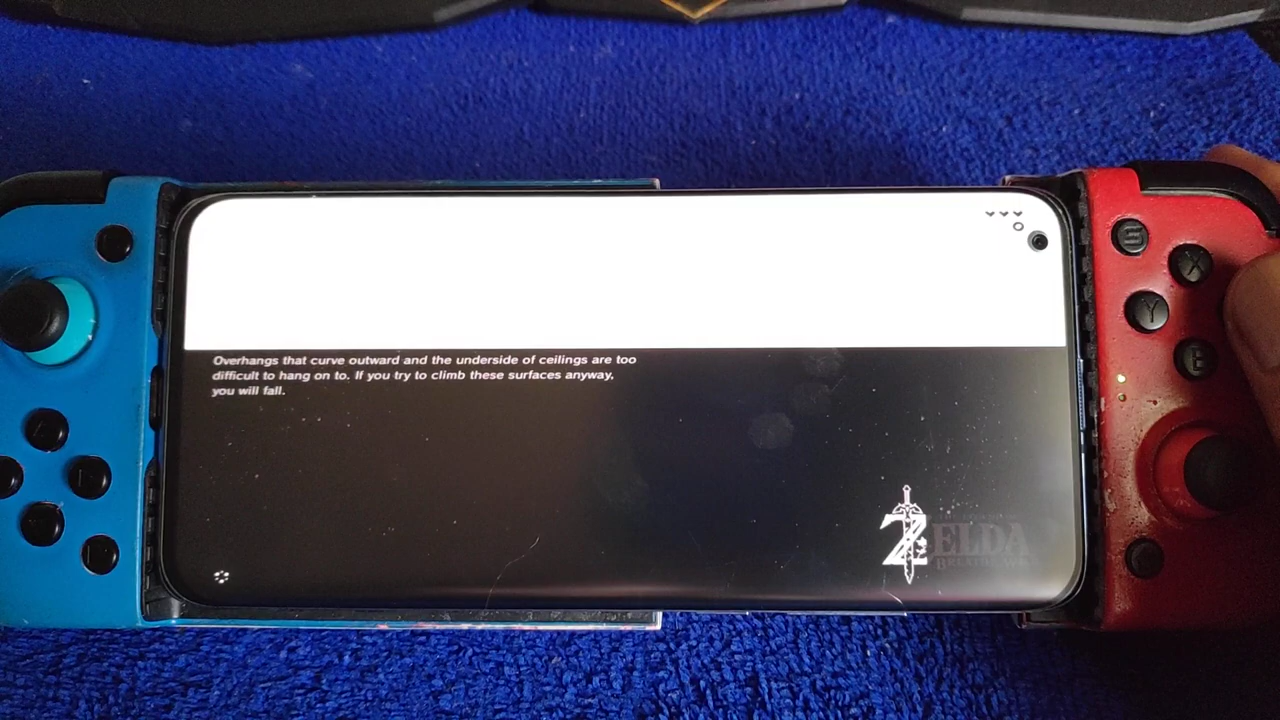 Overhangs that curve outward and the underside of ceilings are too
difficult to hang on to. If you try to climb these surfaces anyway,
you will fall.
ZELDA
X
Y